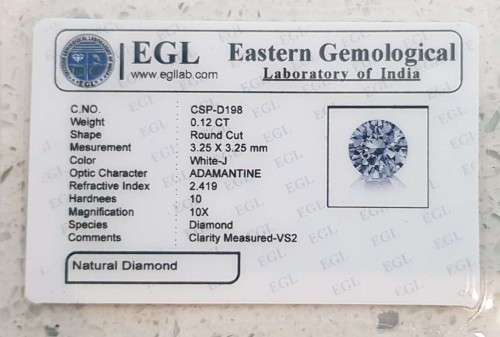 EGL
www.egllab.com
Eastern Gemological
Laboratory of India
C.NO. CSP-D198
Weight 0.12 CT
Shape Round Cut
Mesurement 3.25 X 3.25 mm
Color White-J
Optic Character ADAMANTINE
Refractive Index 2.419
Hardnees 10
Magnification 10X
Species Diamond
Comments Clarity Measured-VS2
Natural Diamond